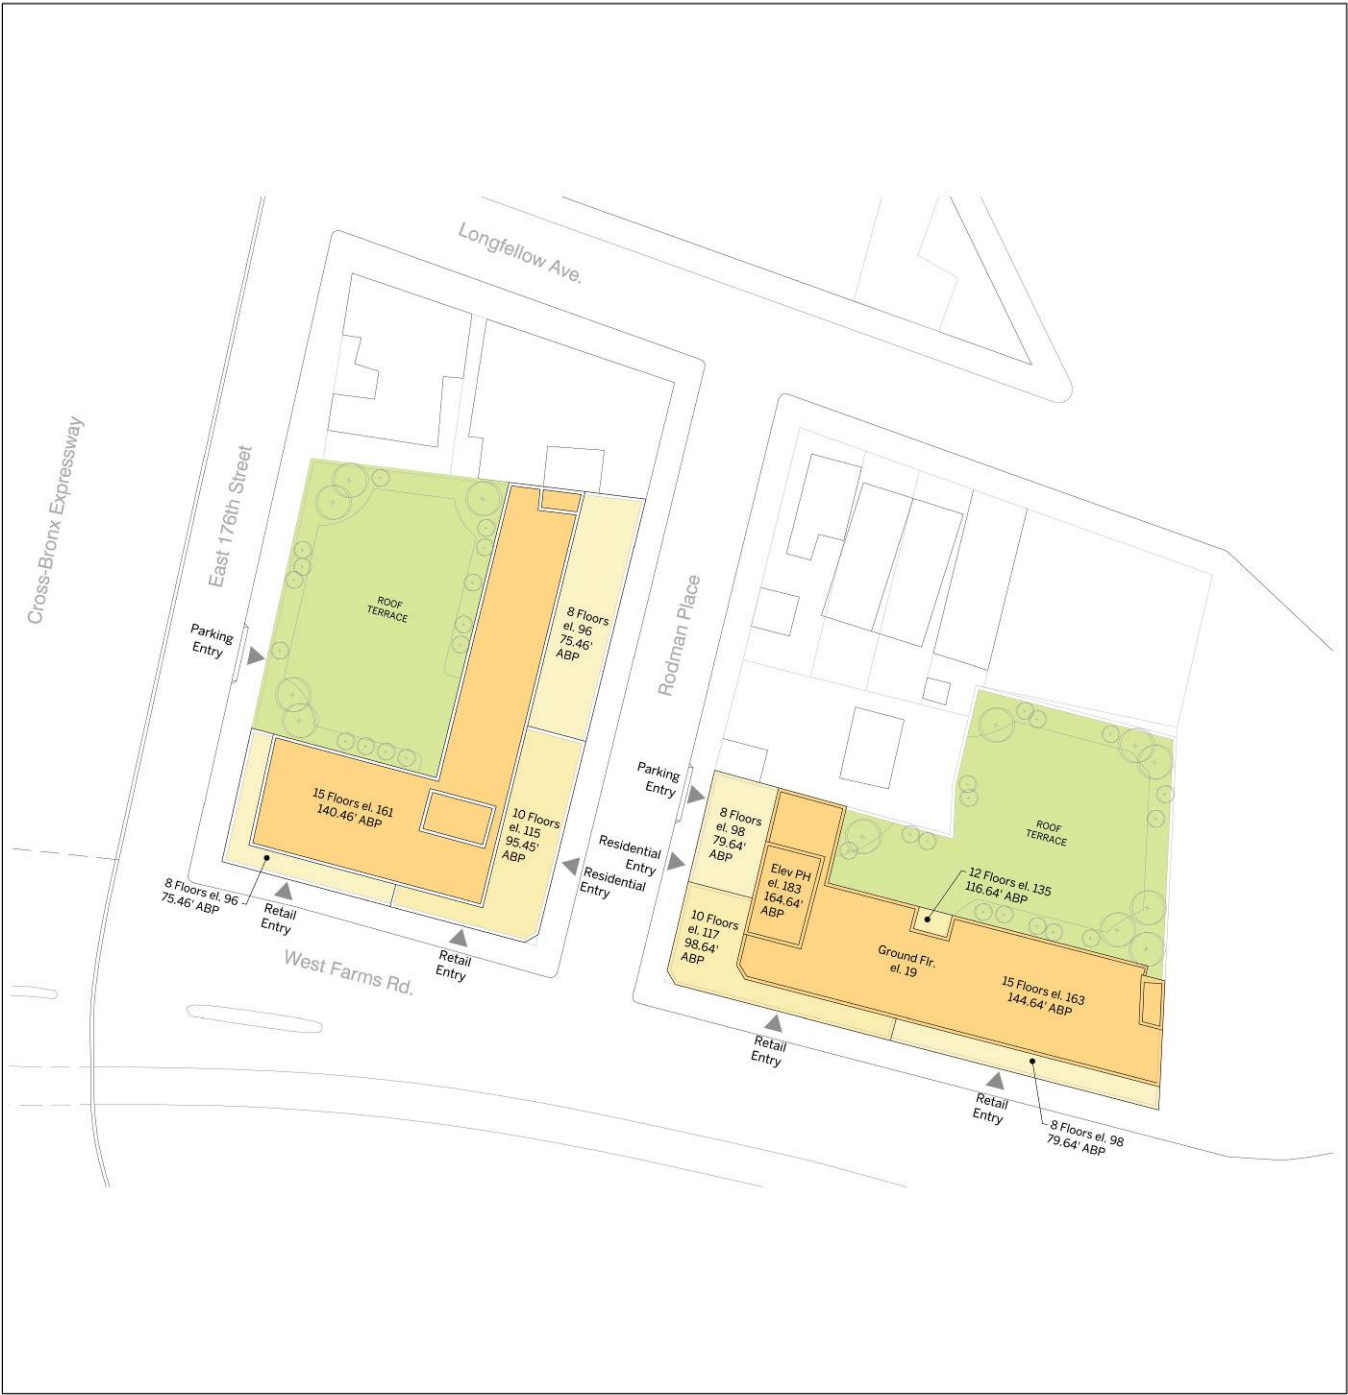 Longfellow Ave.
Cross-Bronx Expressway
East 176th Street
Rodman Place
West Farms Rd.
ROOF
TERRACE
8 Floors
el. 96
75.46'
ABP
Parking
Entry
15 Floors el. 161
140.46' ABP
10 Floors
el. 115
95.45'
ABP
8 Floors el. 96
75.46' ABP
Retail
Entry
Retail
Entry
Residential
Entry
Residential
Entry
Parking
Entry
8 Floors
el. 98
79.64'
ABP
Elev PH
el. 183
164.64'
ABP
10 Floors
el. 117
98.64'
ABP
ROOF
TERRACE
12 Floors el. 135
116.64' ABP
Ground Flr.
el. 19
15 Floors el. 163
144.64' ABP
Retail
Entry
Retail
Entry
8 Floors el. 98
79.64' ABP